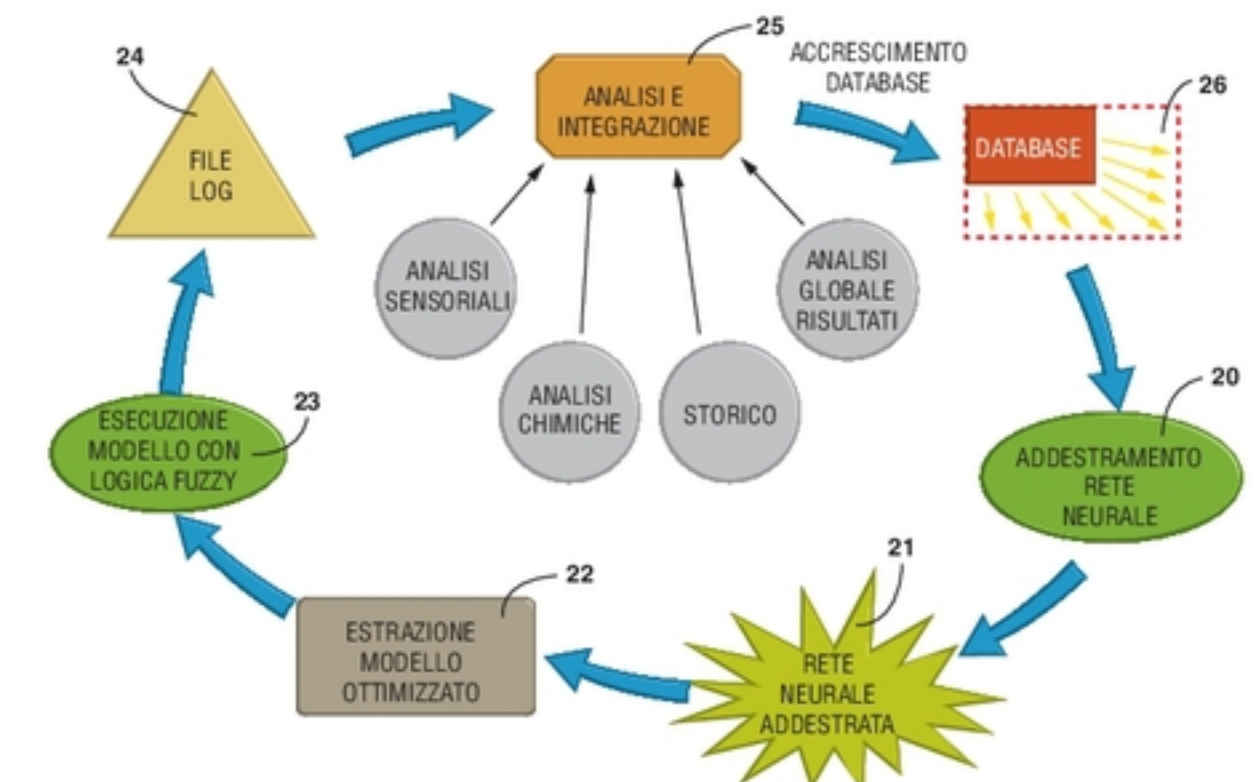 24
FILE
LOG
25
ANALISI E
INTEGRAZIONE
ACCRESCIMENTO
DATABASE
26
DATABASE
ANALISI
SENSORIALI
ANALISI
CHIMICHE
STORICO
ANALISI
GLOBALE
RISULTATI
20
ADDESTRAMENTO
RETE
NEURALE
21
RETE
NEURALE
ADDESTRATA
22
ESTRAZIONE
MODELLO
OTTIMIZZATO
23
ESECUZIONE
MODELLO CON
LOGICA FUZZY